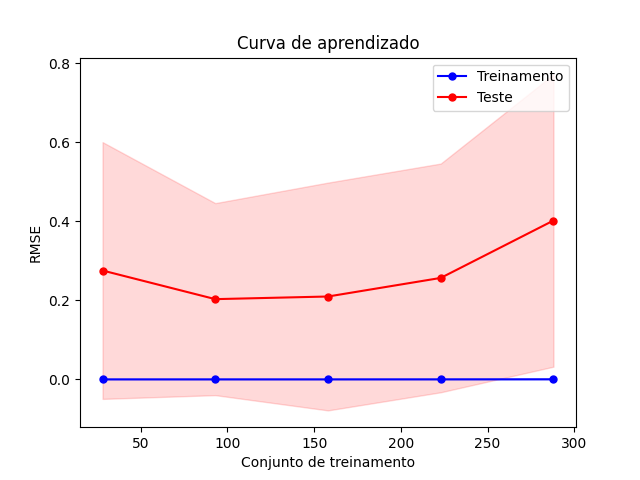 Curva de aprendizado
Treinamento
Teste
RMSE
0.8
0.6
0.4
0.2
0.0
50
100
150
200
250
300
Conjunto de treinamento